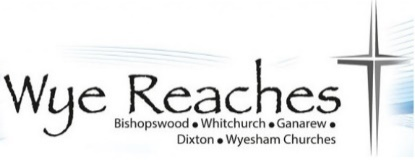 Wye Reaches
Bishopswood • Whitchurch • Ganarew •
Dixton • Wyesham Churches